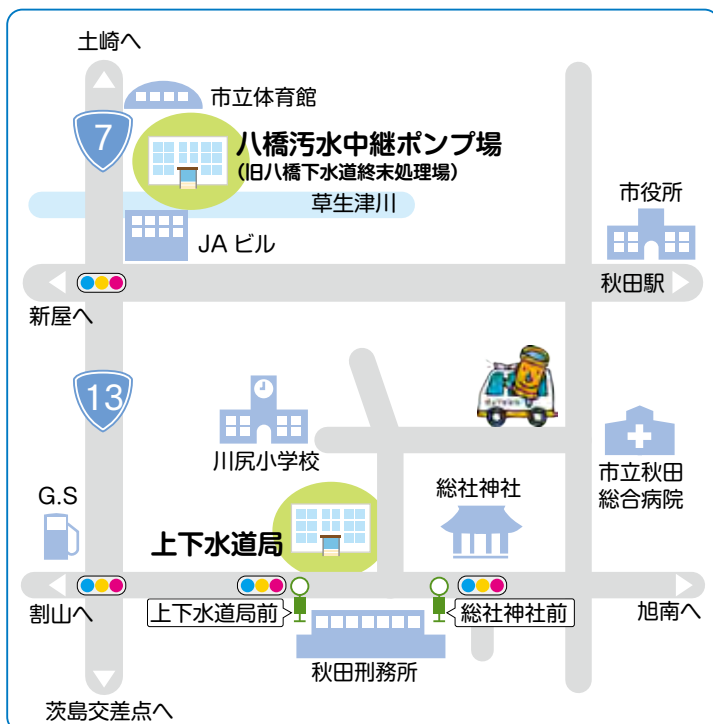 土崎へ
市立体育館
7
八橋汚水中継ポンプ場
(旧八橋下水道終末処理場)
草生津川
市役所
JA ビル
秋田駅
新屋へ
13
川尻小学校
市立秋田
総合病院
G.S
総社神社
上下水道局
割山へ
上下水道局前
総社神社前
旭南へ
秋田刑務所
茨島交差点へ